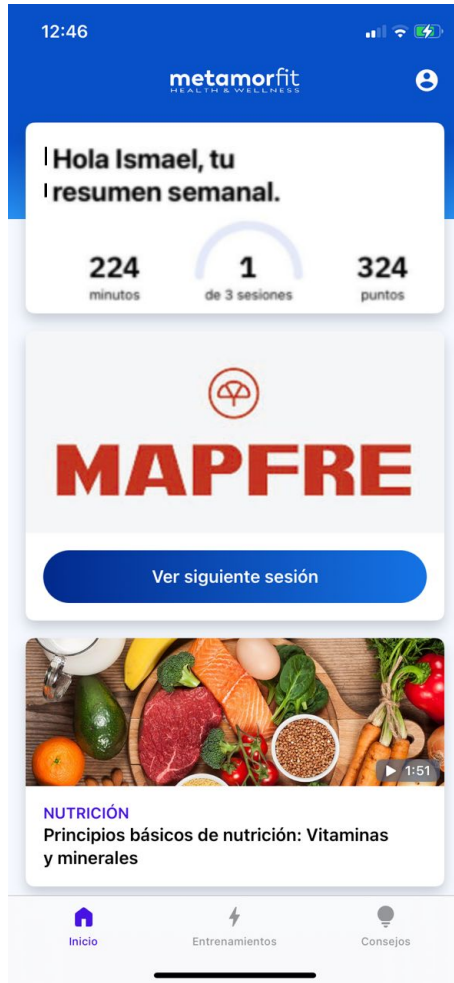 12:46
metamorfit
HEALTH & WELLNESS
Hola Ismael, tu
resumen semanal.
224 1 324
minutos de 3 sesiones puntos
MAPFRE
Ver siguiente sesión
1:51
NUTRICIÓN
Principios básicos de nutrición: Vitaminas
y minerales
Inicio Entrenamientos Consejos